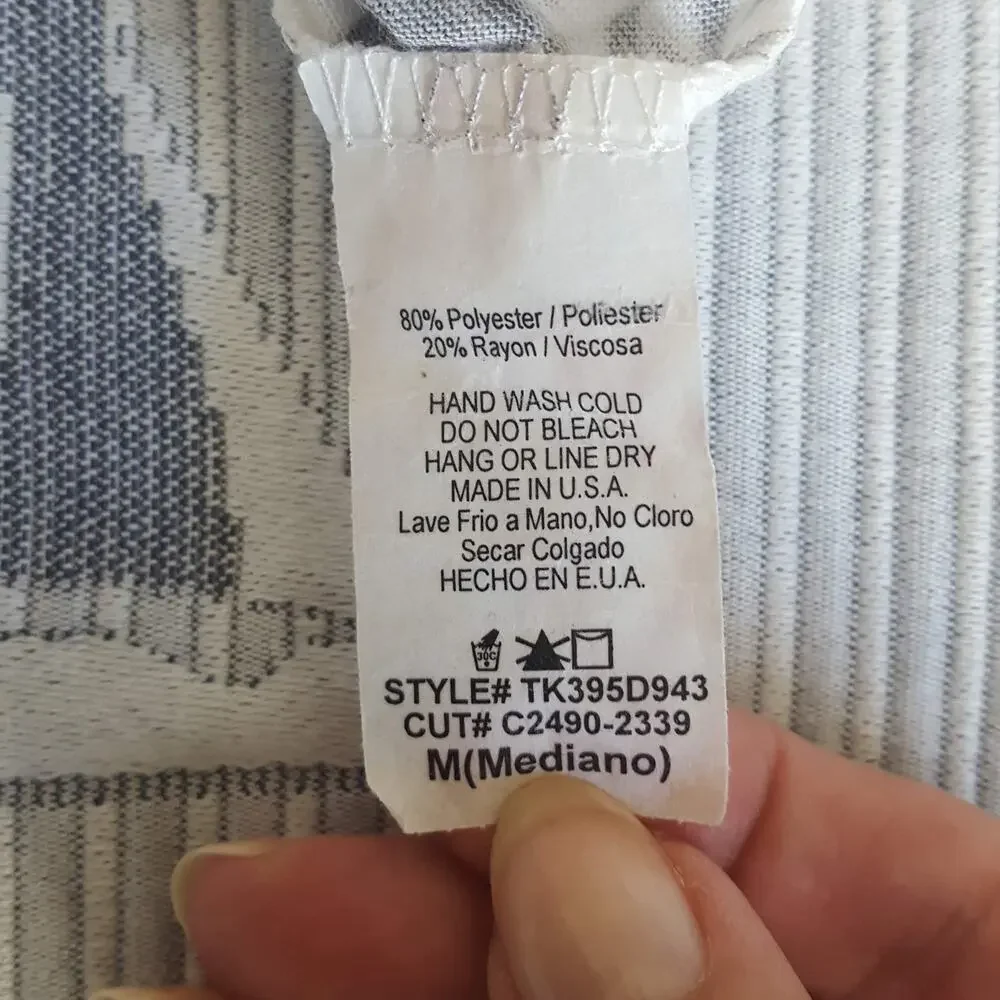 80% Polyester / Poliester
20% Rayon / Viscosa
HAND WASH COLD
DO NOT BLEACH
HANG OR LINE DRY
MADE IN U.S.A.
Lave Frio a Mano,No Cloro
Secar Colgado
HECHO EN E.U.A.
30C
STYLE# TK395D943
CUT# C2490-2339
M(Mediano)